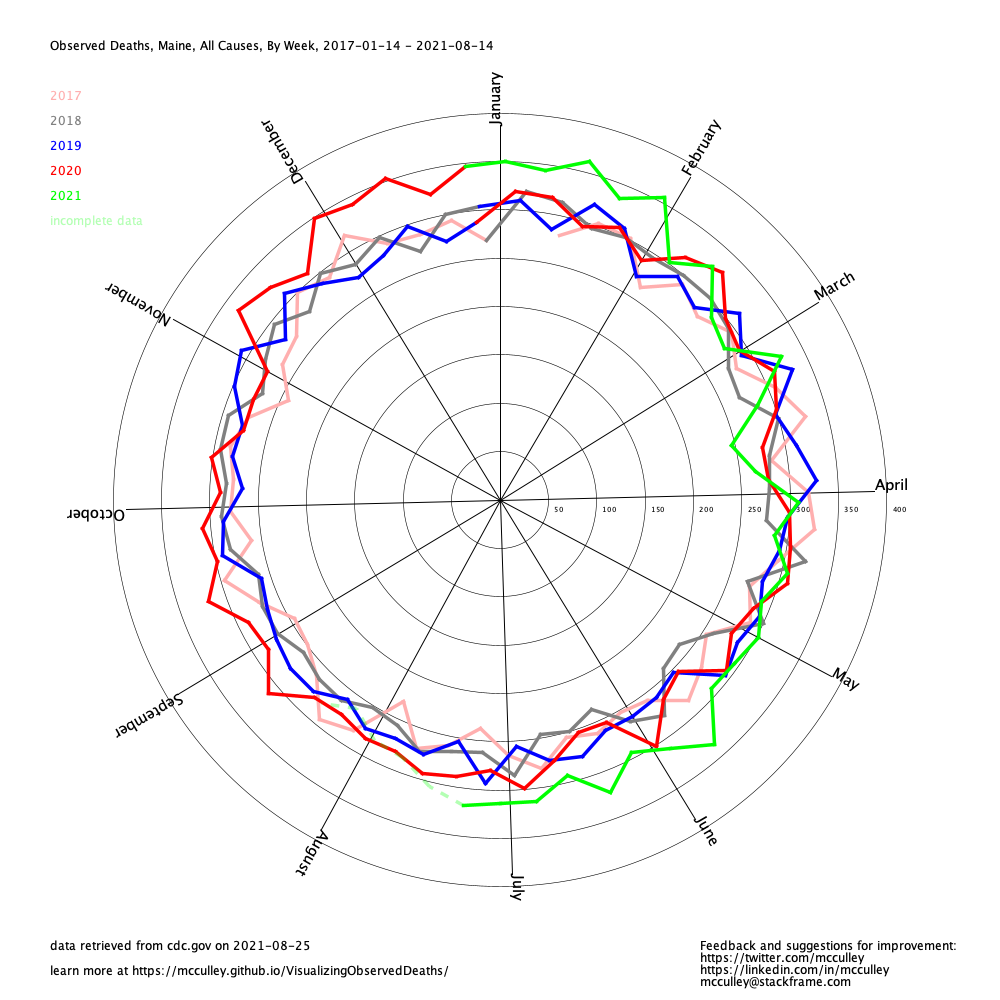 Observed Deaths, Maine, All Causes, By Week, 2017-01-14 - 2021-08-14
2017
2018
2019
2020
2021
incomplete data
January
February
March
April
May
June
July
August
September
October
November
December
50
100
150
200
250
300
350
400
data retrieved from cdc.gov on 2021-08-25
learn more at https://mcculley.github.io/VisualizingObservedDeaths/
Feedback and suggestions for improvement:
https://twitter.com/mcculley
https://linkedin.com/in/mcculley
mcculley@stackframe.com